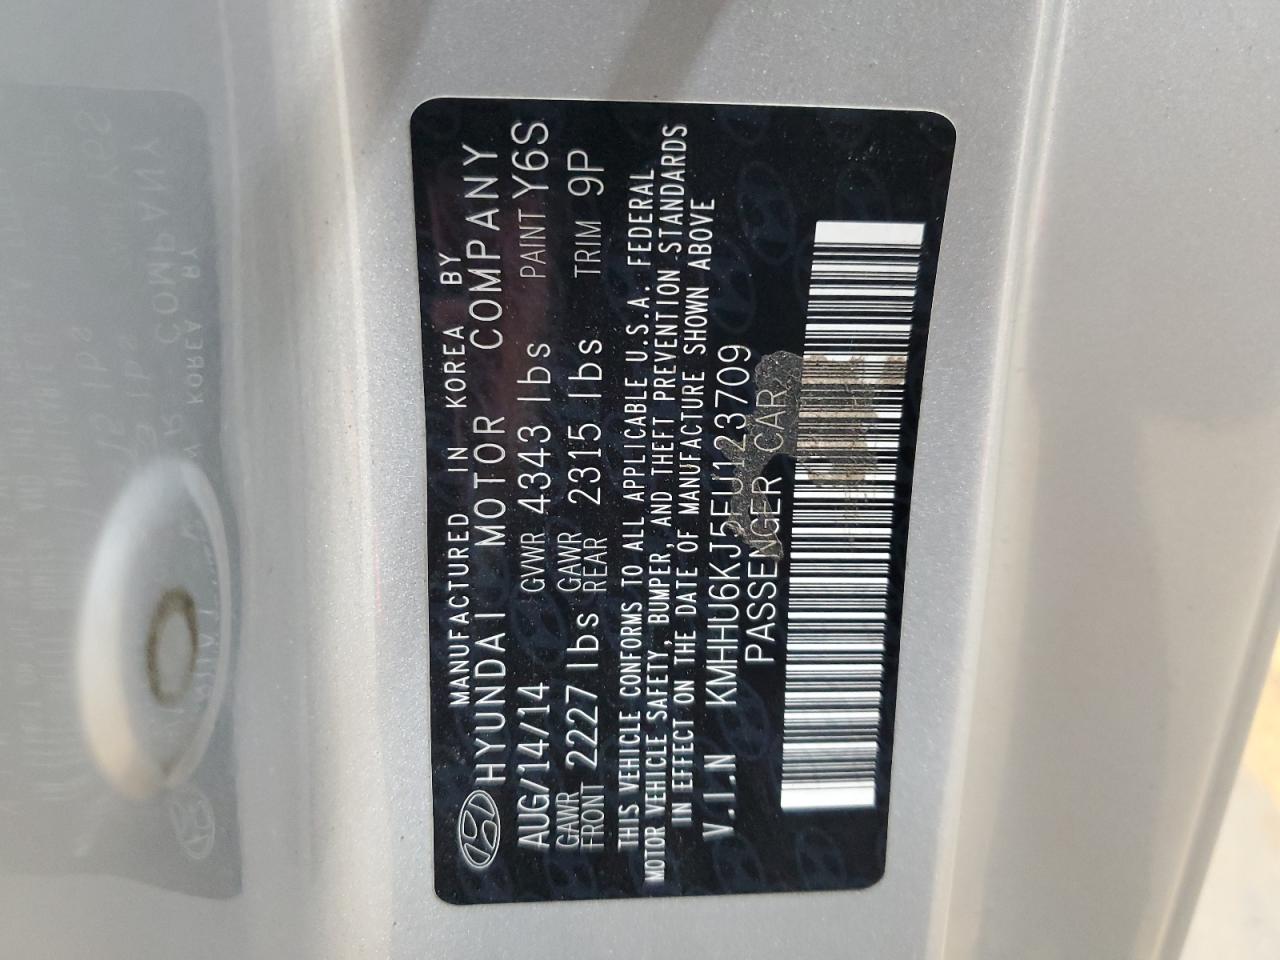 MANUFACTURED IN KOREA BY
HYUNDAI MOTOR COMPANY
AUG/14/14 GVWR 4343 lbs PAINT Y6S
GAWR FRONT 2227 lbs GAWR REAR 2315 lbs TRIM 9P
THIS VEHICLE CONFORMS TO ALL APPLICABLE U.S.A. FEDERAL
MOTOR VEHICLE SAFETY, BUMPER, AND THEFT PREVENTION STANDARDS
IN EFFECT ON THE DATE OF MANUFACTURE SHOWN ABOVE
V.I.N KMHHU6KJ5FU123709
PASSENGER CAR